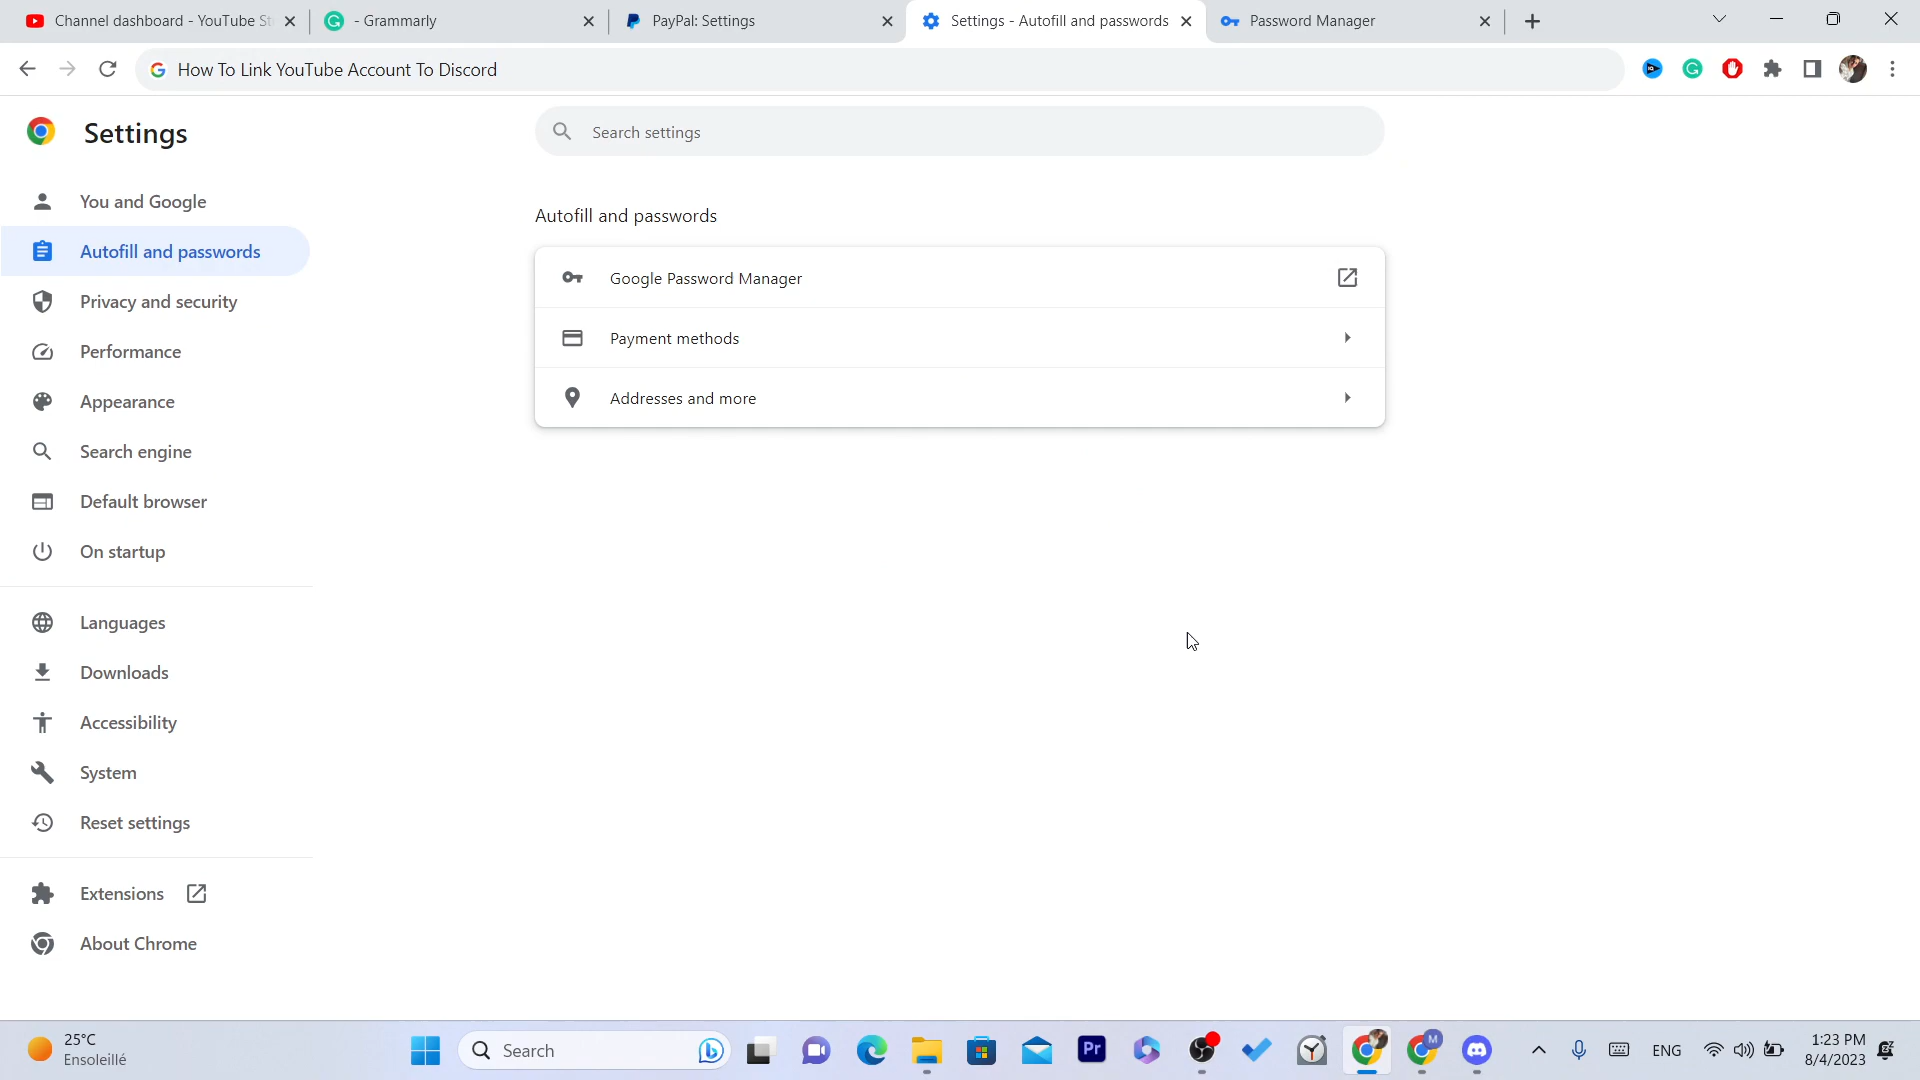 Channel dashboard - YouTube St
- Grammarly
PayPal: Settings
Settings - Autofill and passwords
Password Manager
How To Link YouTube Account To Discord
Settings
Search settings
You and Google
Autofill and passwords
Privacy and security
Performance
Appearance
Search engine
Default browser
On startup
Languages
Downloads
Accessibility
System
Reset settings
Extensions
About Chrome
Autofill and passwords
Google Password Manager
Payment methods
Addresses and more
25°C
Ensoleillé
Search
Pr
M
ENG
1:23 PM
8/4/2023